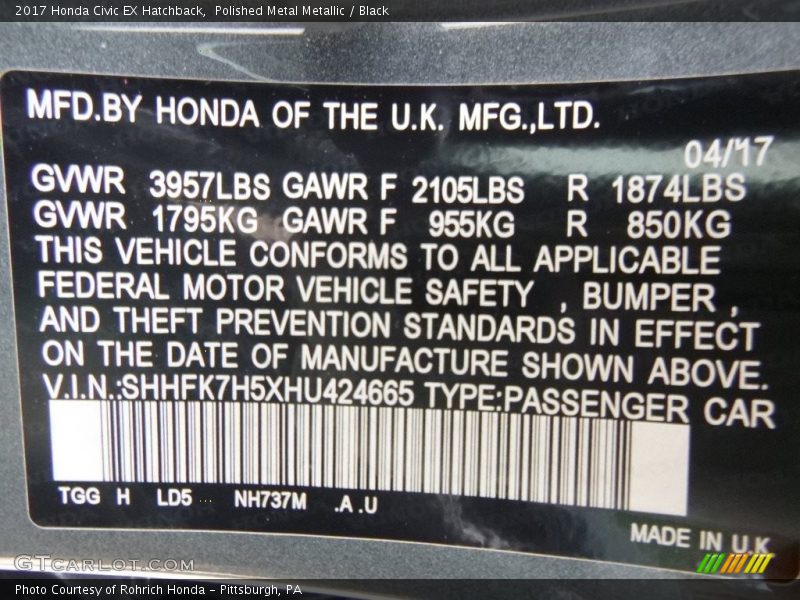 2017 Honda Civic EX Hatchback, Polished Metal Metallic / Black
MFD.BY HONDA OF THE U.K. MFG.,LTD.
04/17
GVWR 3957LBS GAWR F 2105LBS R 1874LBS
GVWR 1795KG GAWR F 955KG R 850KG
THIS VEHICLE CONFORMS TO ALL APPLICABLE
FEDERAL MOTOR VEHICLE SAFETY , BUMPER ,
AND THEFT PREVENTION STANDARDS IN EFFECT
ON THE DATE OF MANUFACTURE SHOWN ABOVE.
V.I.N.:SHHFK7H5XHU424665 TYPE:PASSENGER CAR
TGG H LD5 ... NH737M .A .U
MADE IN U.K
GTcarlot.com
Photo Courtesy of Rohrich Honda - Pittsburgh, PA